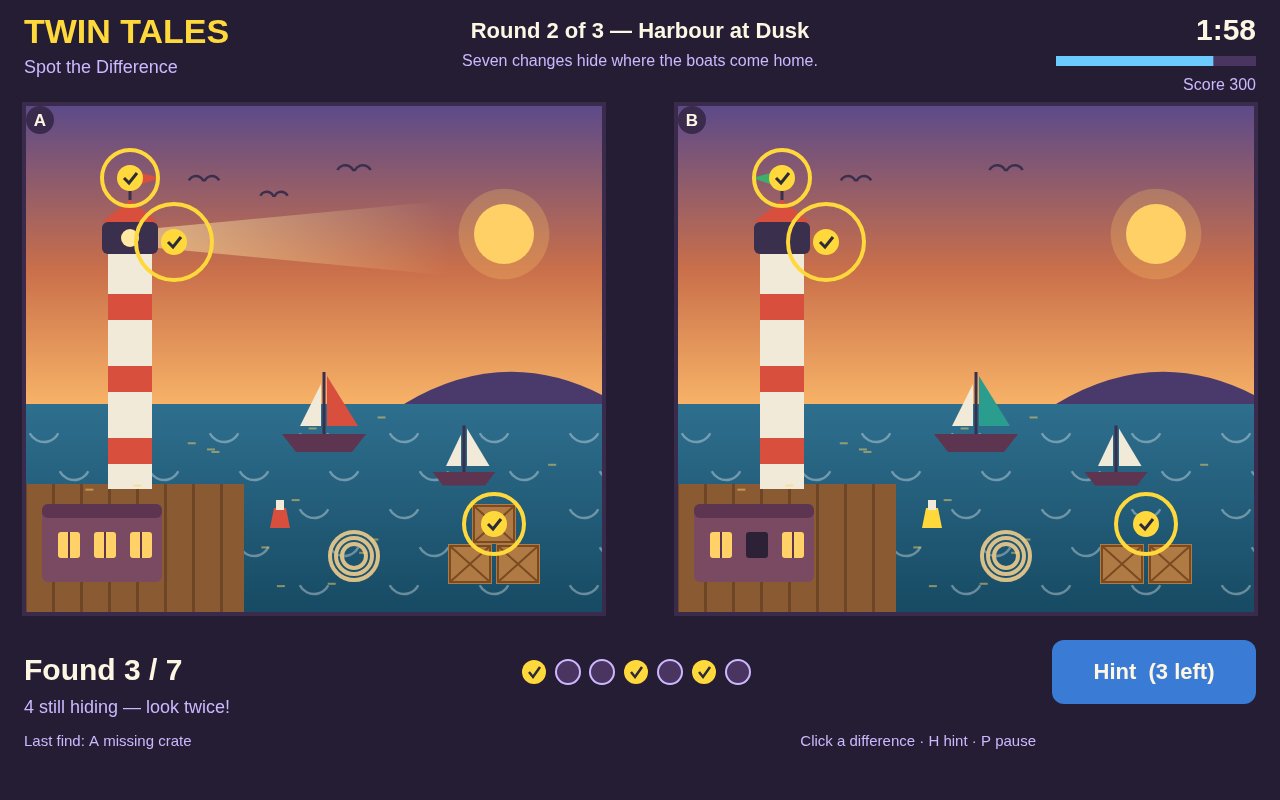 TWIN TALES
Spot the Difference
Round 2 of 3 — Harbour at Dusk
Seven changes hide where the boats come home.
1:58
Score 300
A
B
Found 3 / 7
4 still hiding — look twice!
Last find: A missing crate
Hint (3 left)
Click a difference · H hint · P pause